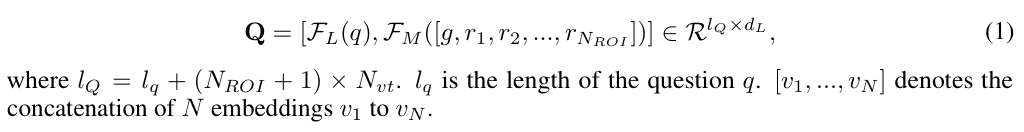 Q = [F_L(q), F_M([g, r_1, r_2, ..., r_{N_{ROI}}])] ∈ R^{l_Q×d_L}, (1)
where l_Q = l_q + (N_{ROI} + 1) × N_{vt}. l_q is the length of the question q. [v_1, ..., v_N] denotes the
concatenation of N embeddings v_1 to v_N.